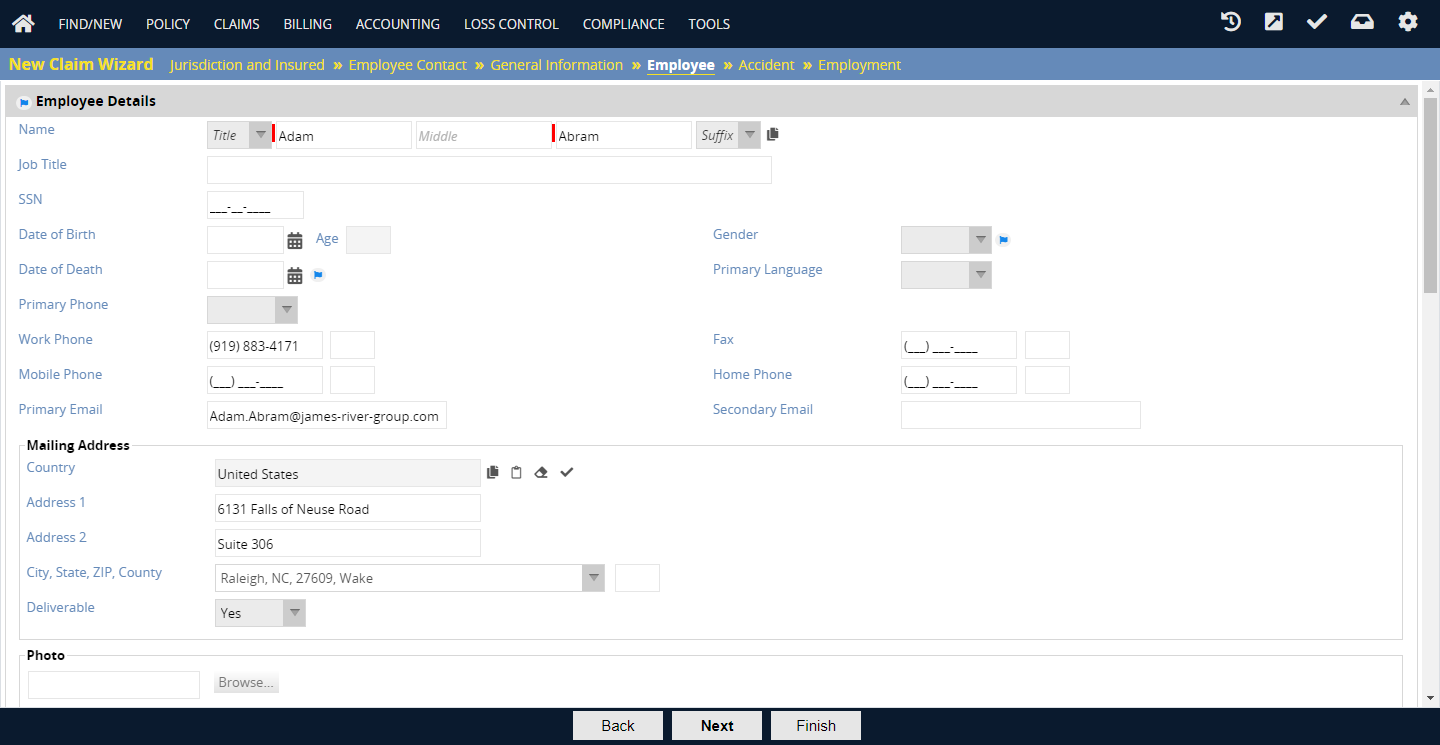 FIND/NEW POLICY CLAIMS BILLING ACCOUNTING LOSS CONTROL COMPLIANCE TOOLS
New Claim Wizard Jurisdiction and Insured » Employee Contact » General Information » Employee » Accident » Employment
Employee Details
Name Title Adam Middle Abram Suffix
Job Title
SSN ___-__-____
Date of Birth Age Gender
Date of Death Primary Language
Primary Phone
Work Phone (919) 883-4171 Fax (___) ___-____
Mobile Phone (___) ___-____ Home Phone (___) ___-____
Primary Email Adam.Abram@james-river-group.com Secondary Email
Mailing Address
Country United States
Address 1 6131 Falls of Neuse Road
Address 2 Suite 306
City, State, ZIP, County Raleigh, NC, 27609, Wake
Deliverable Yes
Photo
Browse...
Back Next Finish